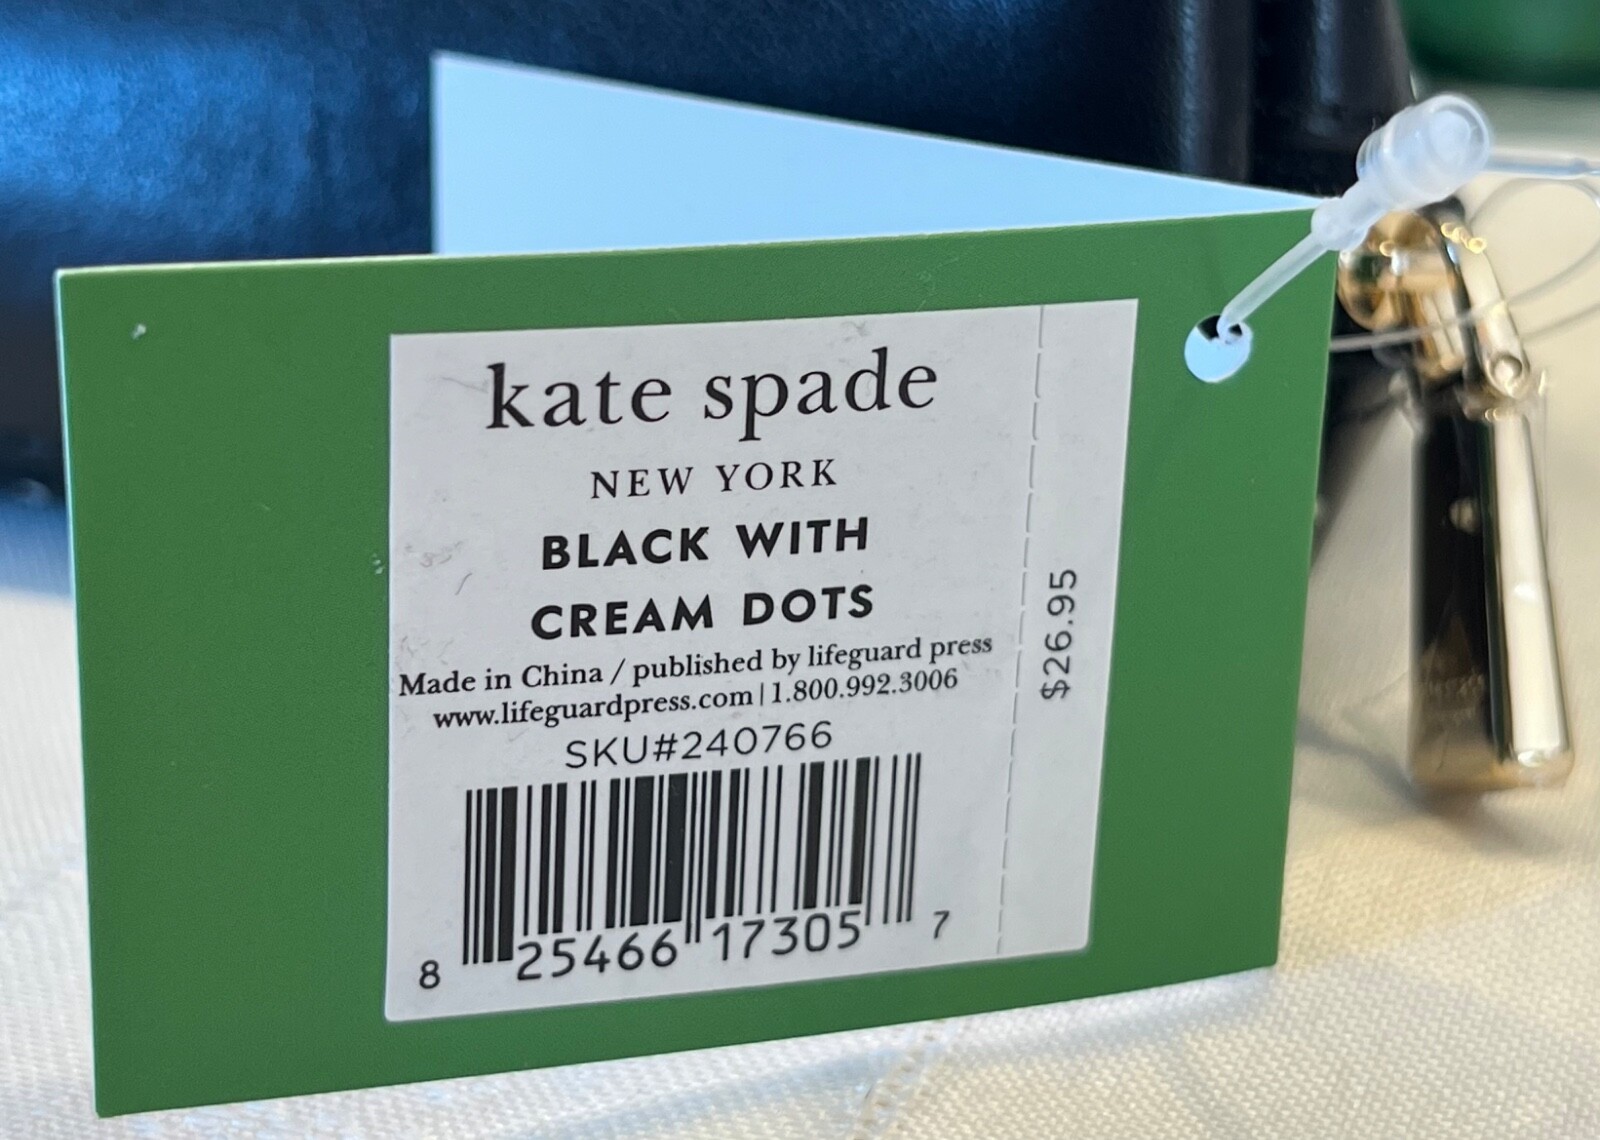 kate spade
NEW YORK
BLACK WITH
CREAM DOTS
Made in China / published by lifeguard press
www.lifeguardpress.com | 1.800.992.3006
SKU#240766
8 25466 17305 7
$26.95